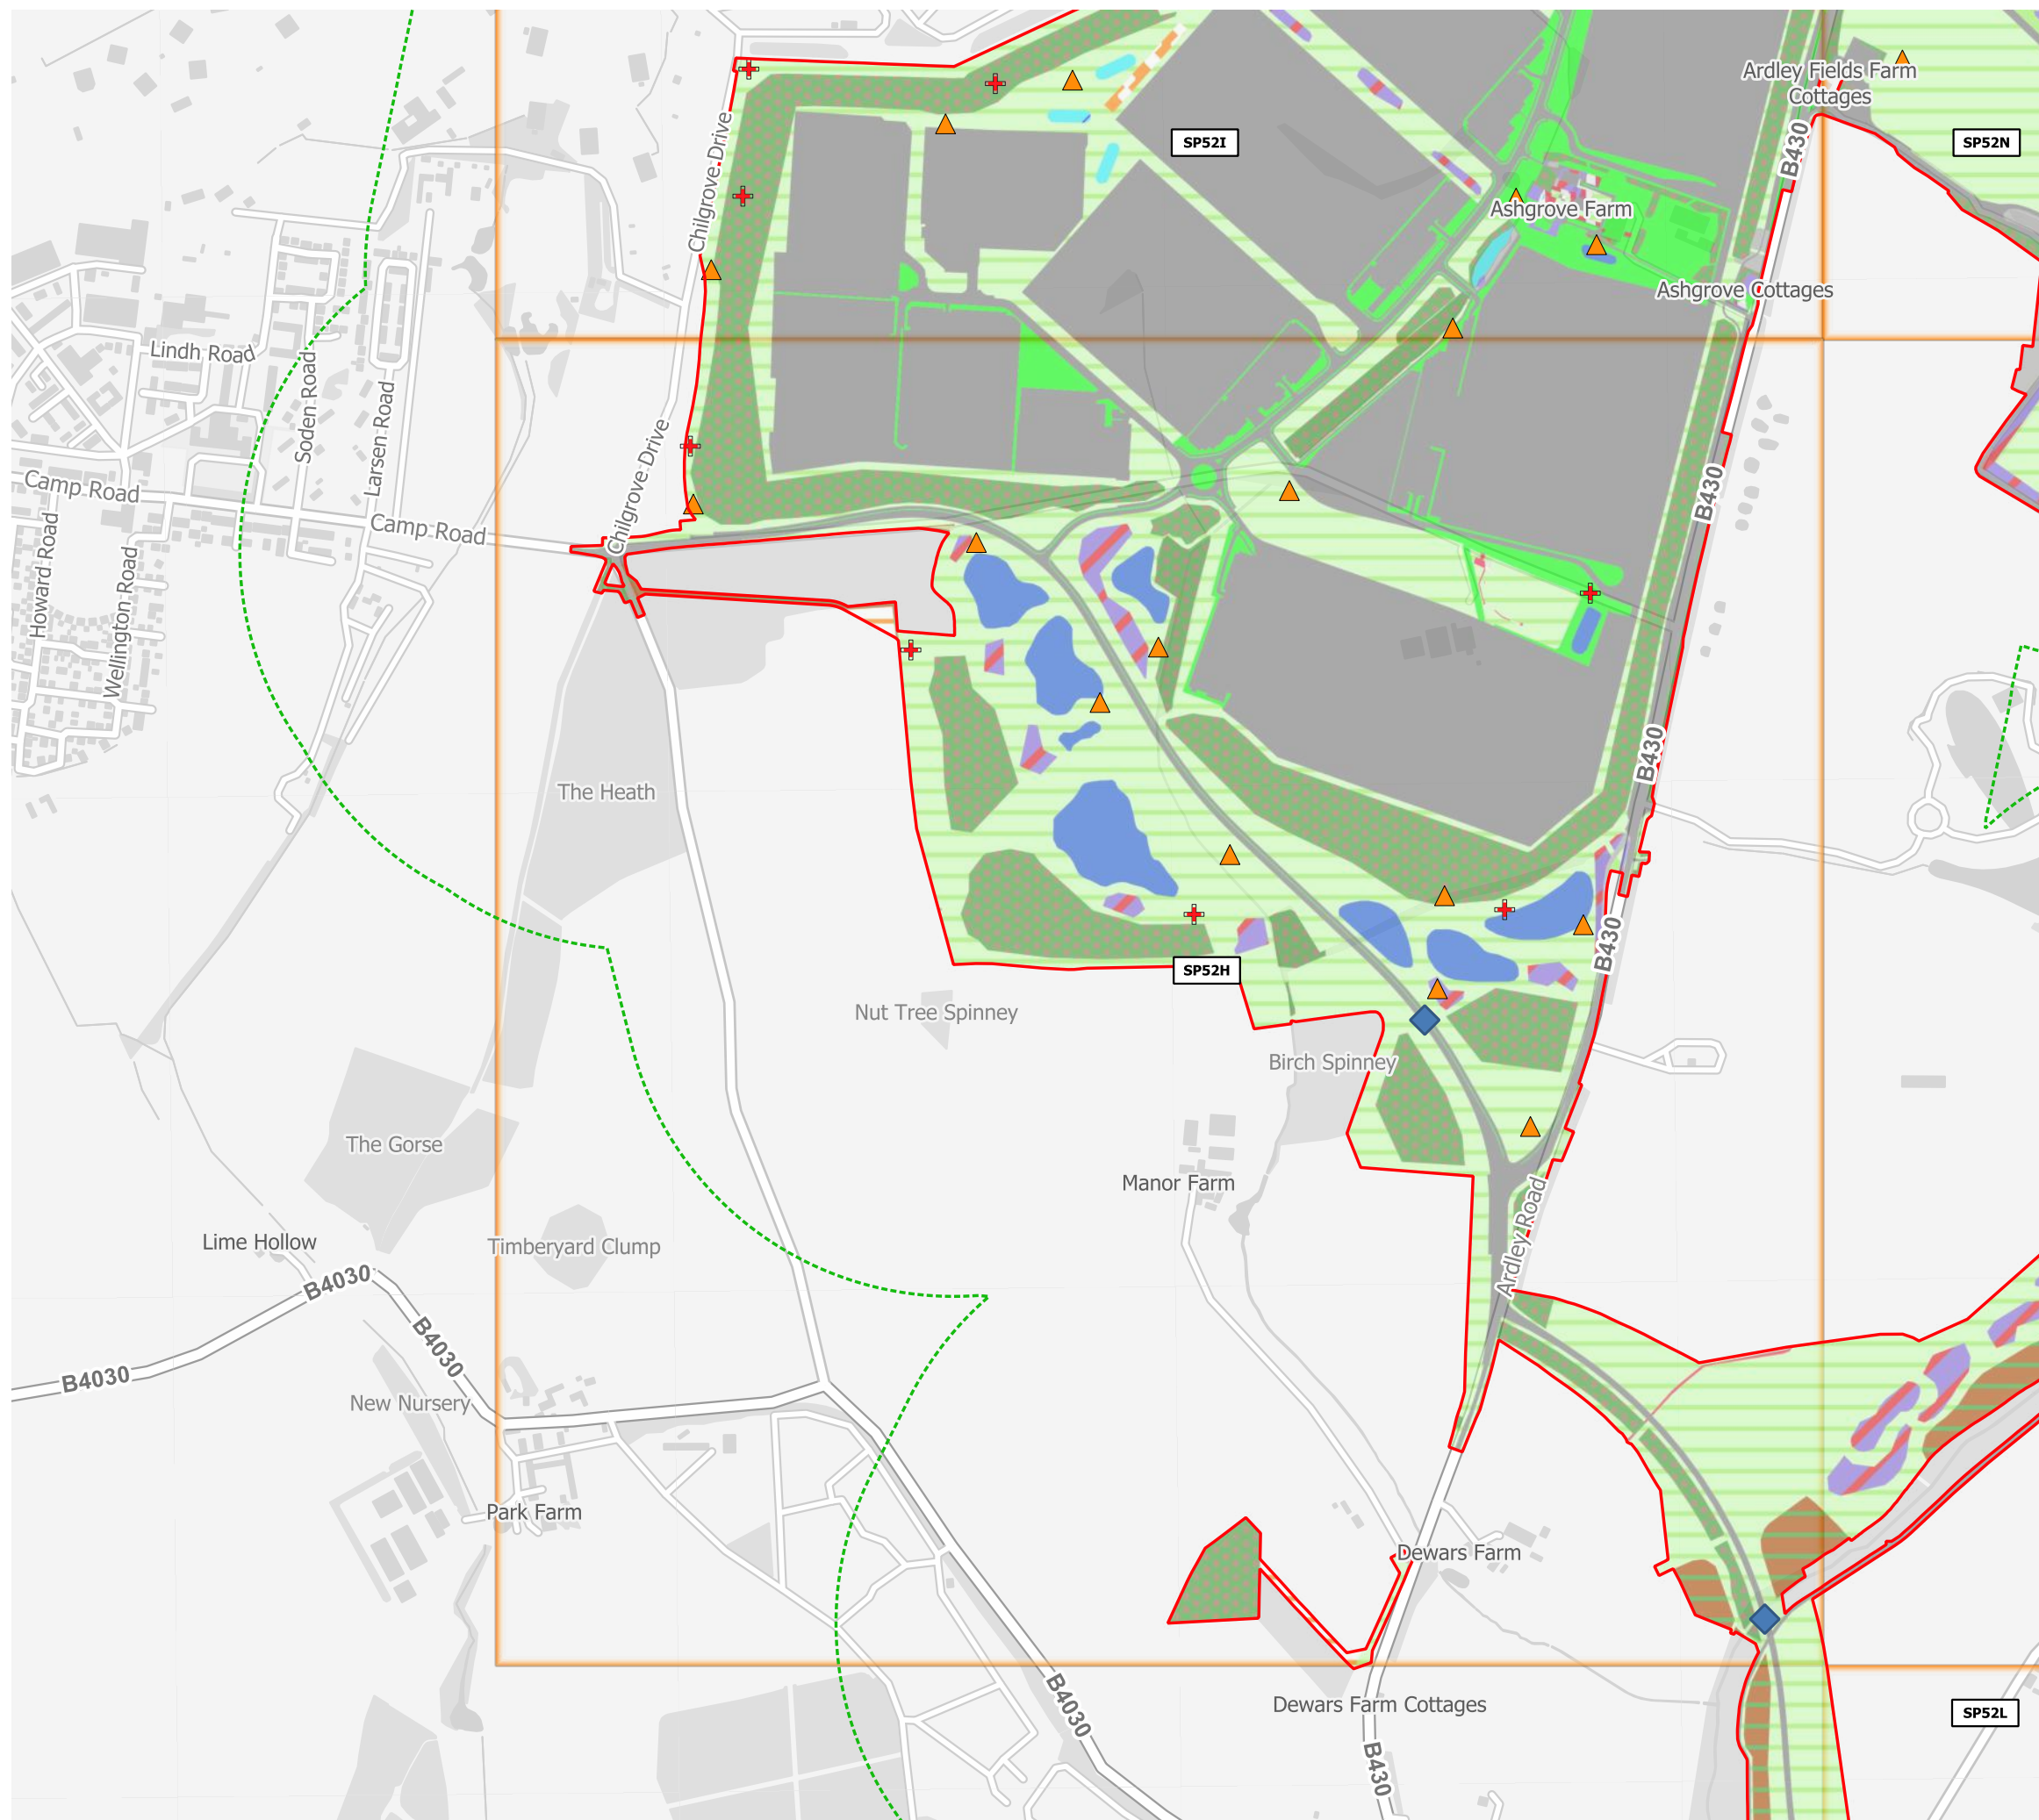 Ardley Fields Farm
Cottages
SP52I
SP52N
B430
Chilgrove Drive
Ashgrove Farm
Ashgrove Cottages
Lindh Road
Soden Road
Larsen Road
Chilgrove Drive
Camp Road
B430
Camp Road
Howard Road
Wellington Road
B430
The Heath
B430
SP52H
Nut Tree Spinney
Birch Spinney
The Gorse
Manor Farm
Ardley Road
Lime Hollow
Timberyard Clump
B4030
B4030
B4030
New Nursery
Park Farm
Dewars Farm
B4030
Dewars Farm Cottages
SP52L
B430